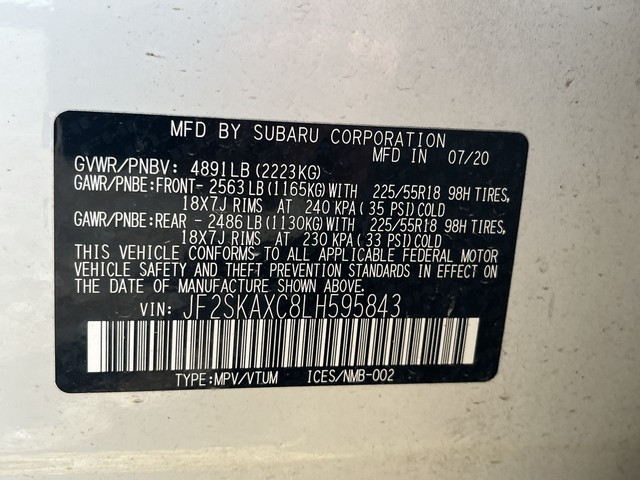 MFD BY SUBARU CORPORATION
MFD IN 07/20
GVWR/PNBV: 4891LB(2223KG)
GAWR/PNBE:FRONT- 2563LB(1165KG)WITH 225/55R18 98H TIRES,
18X7J RIMS AT 240 KPA(35 PSI)COLD
GAWR/PNBE:REAR - 2486LB(1130KG)WITH 225/55R18 98H TIRES,
18X7J RIMS AT 230 KPA(33 PSI)COLD
THIS VEHICLE CONFORMS TO ALL APPLICABLE FEDERAL MOTOR
VEHICLE SAFETY AND THEFT PREVENTION STANDARDS IN EFFECT ON
THE DATE OF MANUFACTURE SHOWN ABOVE.
VIN: JF2SKAXC8LH595843
TYPE:MPV/VTUM ICES/NMB-002